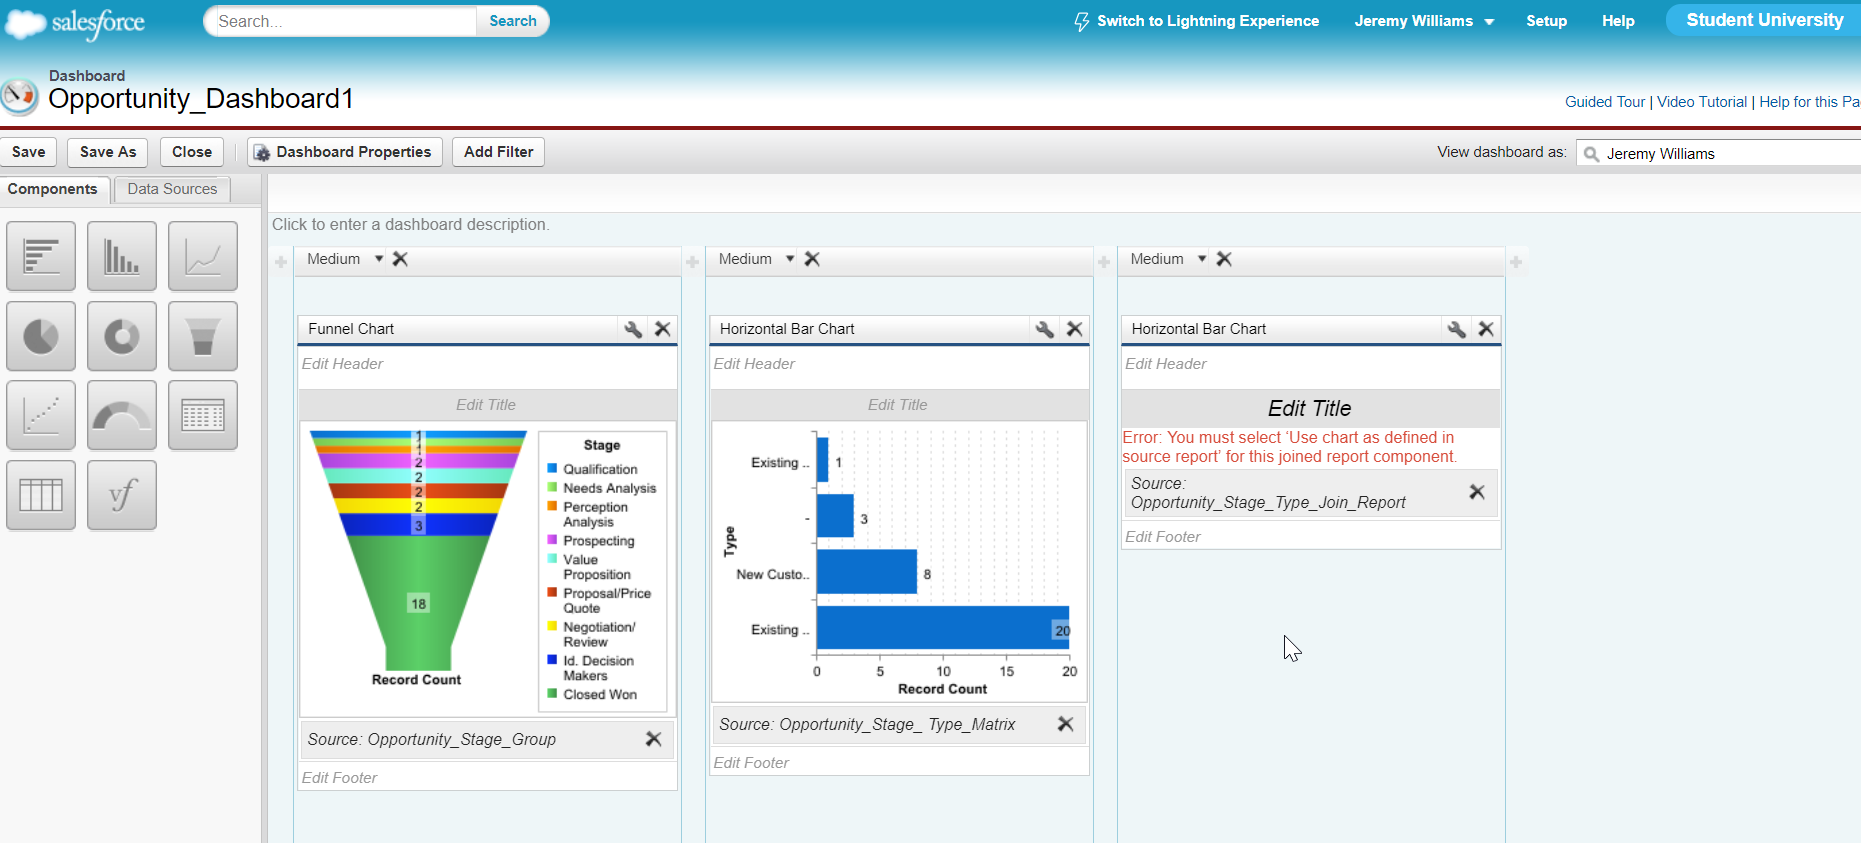 salesforce
Search...
Search
Switch to Lightning Experience
Jeremy Williams
Setup
Help
Student University
Dashboard
Opportunity_Dashboard1
Guided Tour | Video Tutorial | Help for this Pa
Save
Save As
Close
Dashboard Properties
Add Filter
View dashboard as:
Jeremy Williams
Components
Data Sources
Click to enter a dashboard description.
Medium
Medium
Medium
Funnel Chart
Edit Header
Edit Title
1
1
1
2
2
2
2
3
18
Record Count
Stage
Qualification
Needs Analysis
Perception
Analysis
Prospecting
Value
Proposition
Proposal/Price
Quote
Negotiation/
Review
Id. Decision
Makers
Closed Won
Source: Opportunity_Stage_Group
Edit Footer
Horizontal Bar Chart
Edit Header
Edit Title
Type
Existing ..
1
-
3
New Custo..
8
Existing ..
20
0 5 10 15 20
Record Count
Source: Opportunity_Stage_ Type_Matrix
Edit Footer
Horizontal Bar Chart
Edit Header
Edit Title
Error: You must select ‘Use chart as defined in
source report’ for this joined report component.
Source:
Opportunity_Stage_Type_Join_Report
Edit Footer
vf